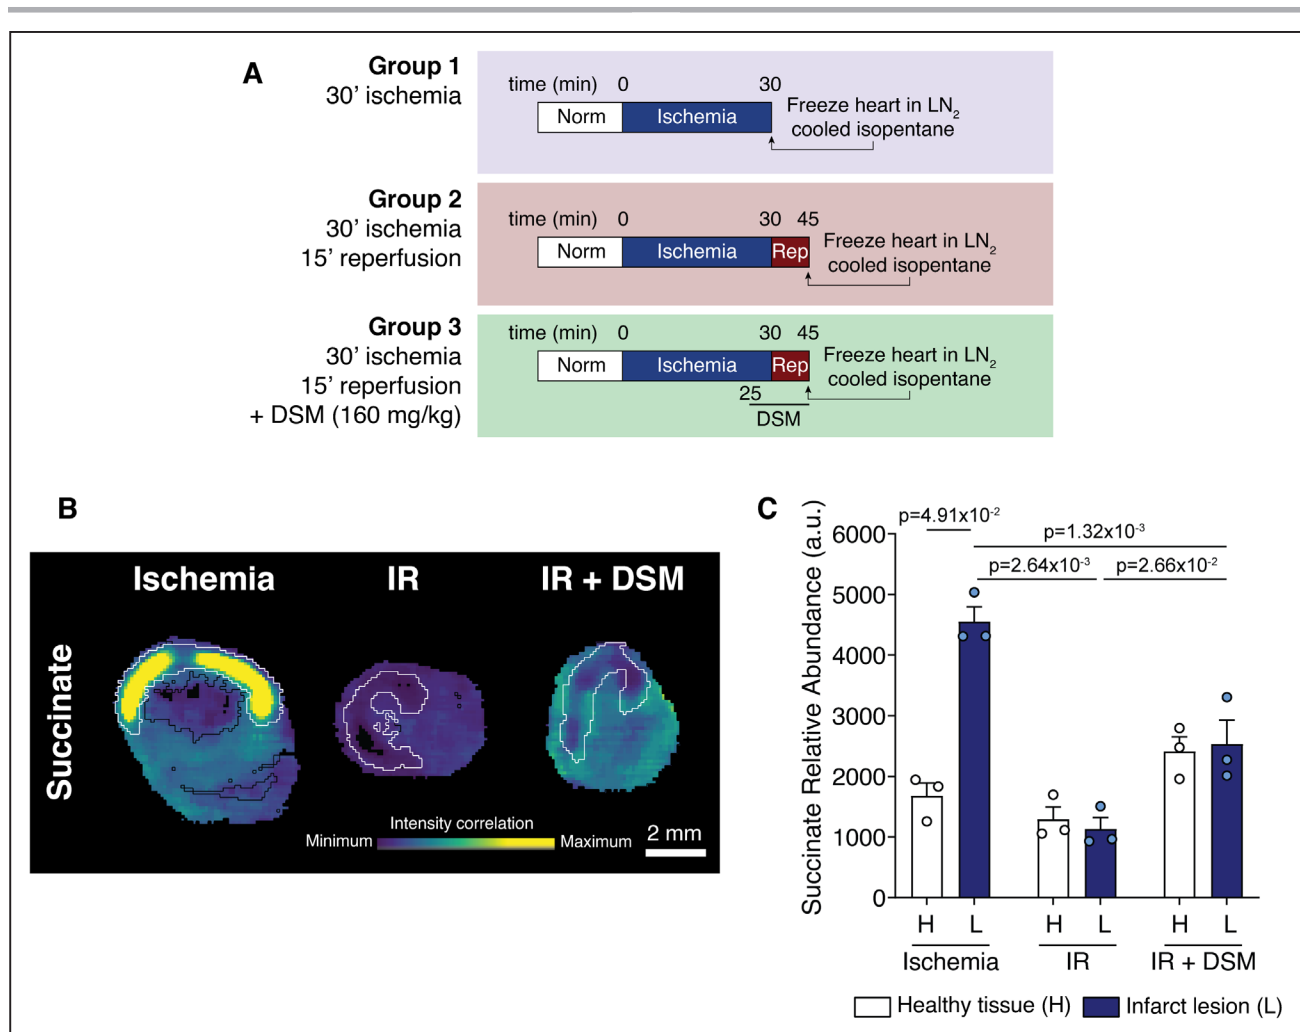 A
Group 1
30’ ischemia
time (min) 0 30
Norm Ischemia
Freeze heart in LN2
cooled isopentane
Group 2
30’ ischemia
15’ reperfusion
time (min) 0 30 45
Norm Ischemia Rep
Freeze heart in LN2
cooled isopentane
Group 3
30’ ischemia
15’ reperfusion
+ DSM (160 mg/kg)
time (min) 0 30 45
Norm Ischemia Rep
Freeze heart in LN2
cooled isopentane
25
DSM
B
Ischemia IR IR + DSM
Succinate
Intensity correlation
Minimum Maximum
2 mm
C
Succinate Relative Abundance (a.u.)
6000
5000
4000
3000
2000
1000
0
p=4.91x10-2
p=1.32x10-3
p=2.64x10-3 p=2.66x10-2
H L H L H L
Ischemia IR IR + DSM
Healthy tissue (H) Infarct lesion (L)